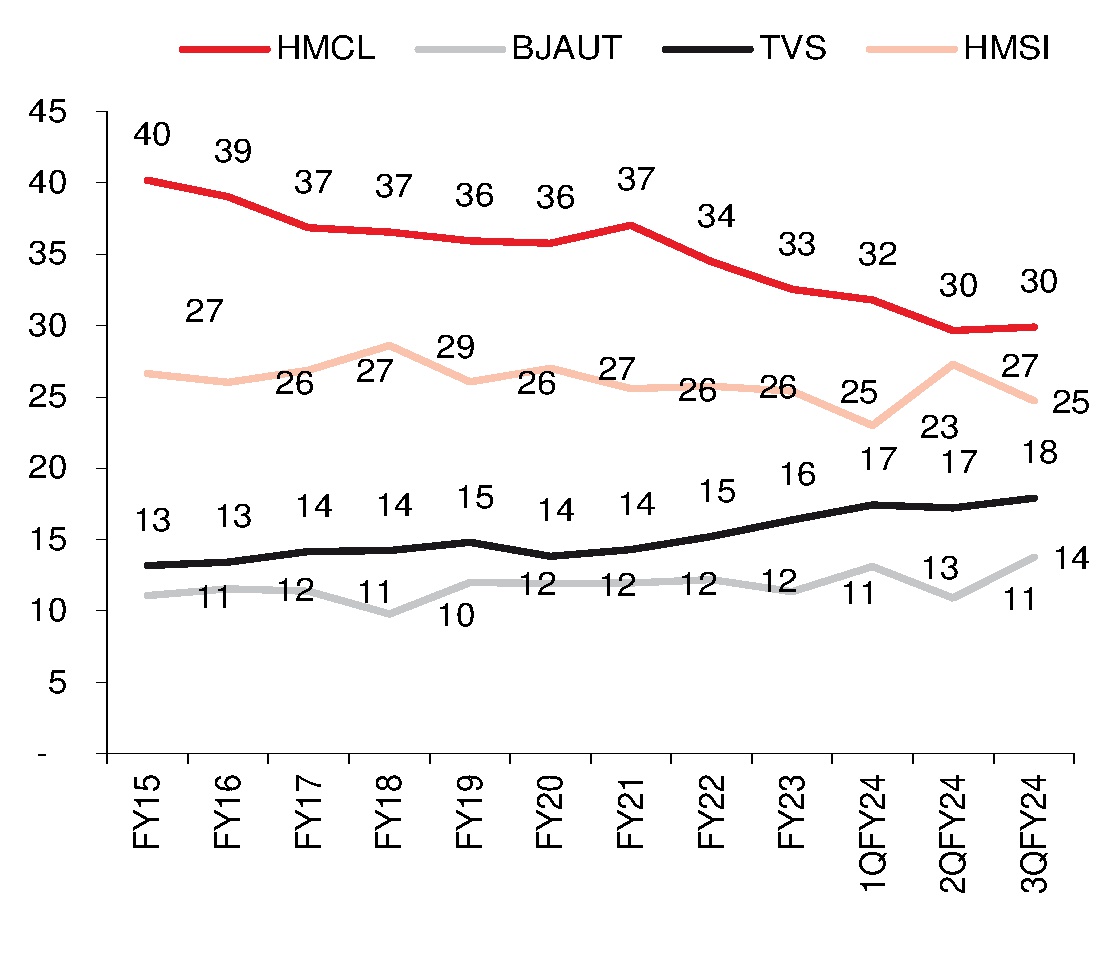 HMCL BJAUT TVS HMSI
45
40
35
30
25
20
15
10
5
-
40 39 37 37 36 36 37 34 33 32 30 30
27 26 27 29 26 27 26 26 25 23 27 25
13 13 14 14 15 14 14 15 16 17 17 18
11 12 11 10 12 12 12 12 11 13 11 14
FY15 FY16 FY17 FY18 FY19 FY20 FY21 FY22 FY23 1QFY24 2QFY24 3QFY24